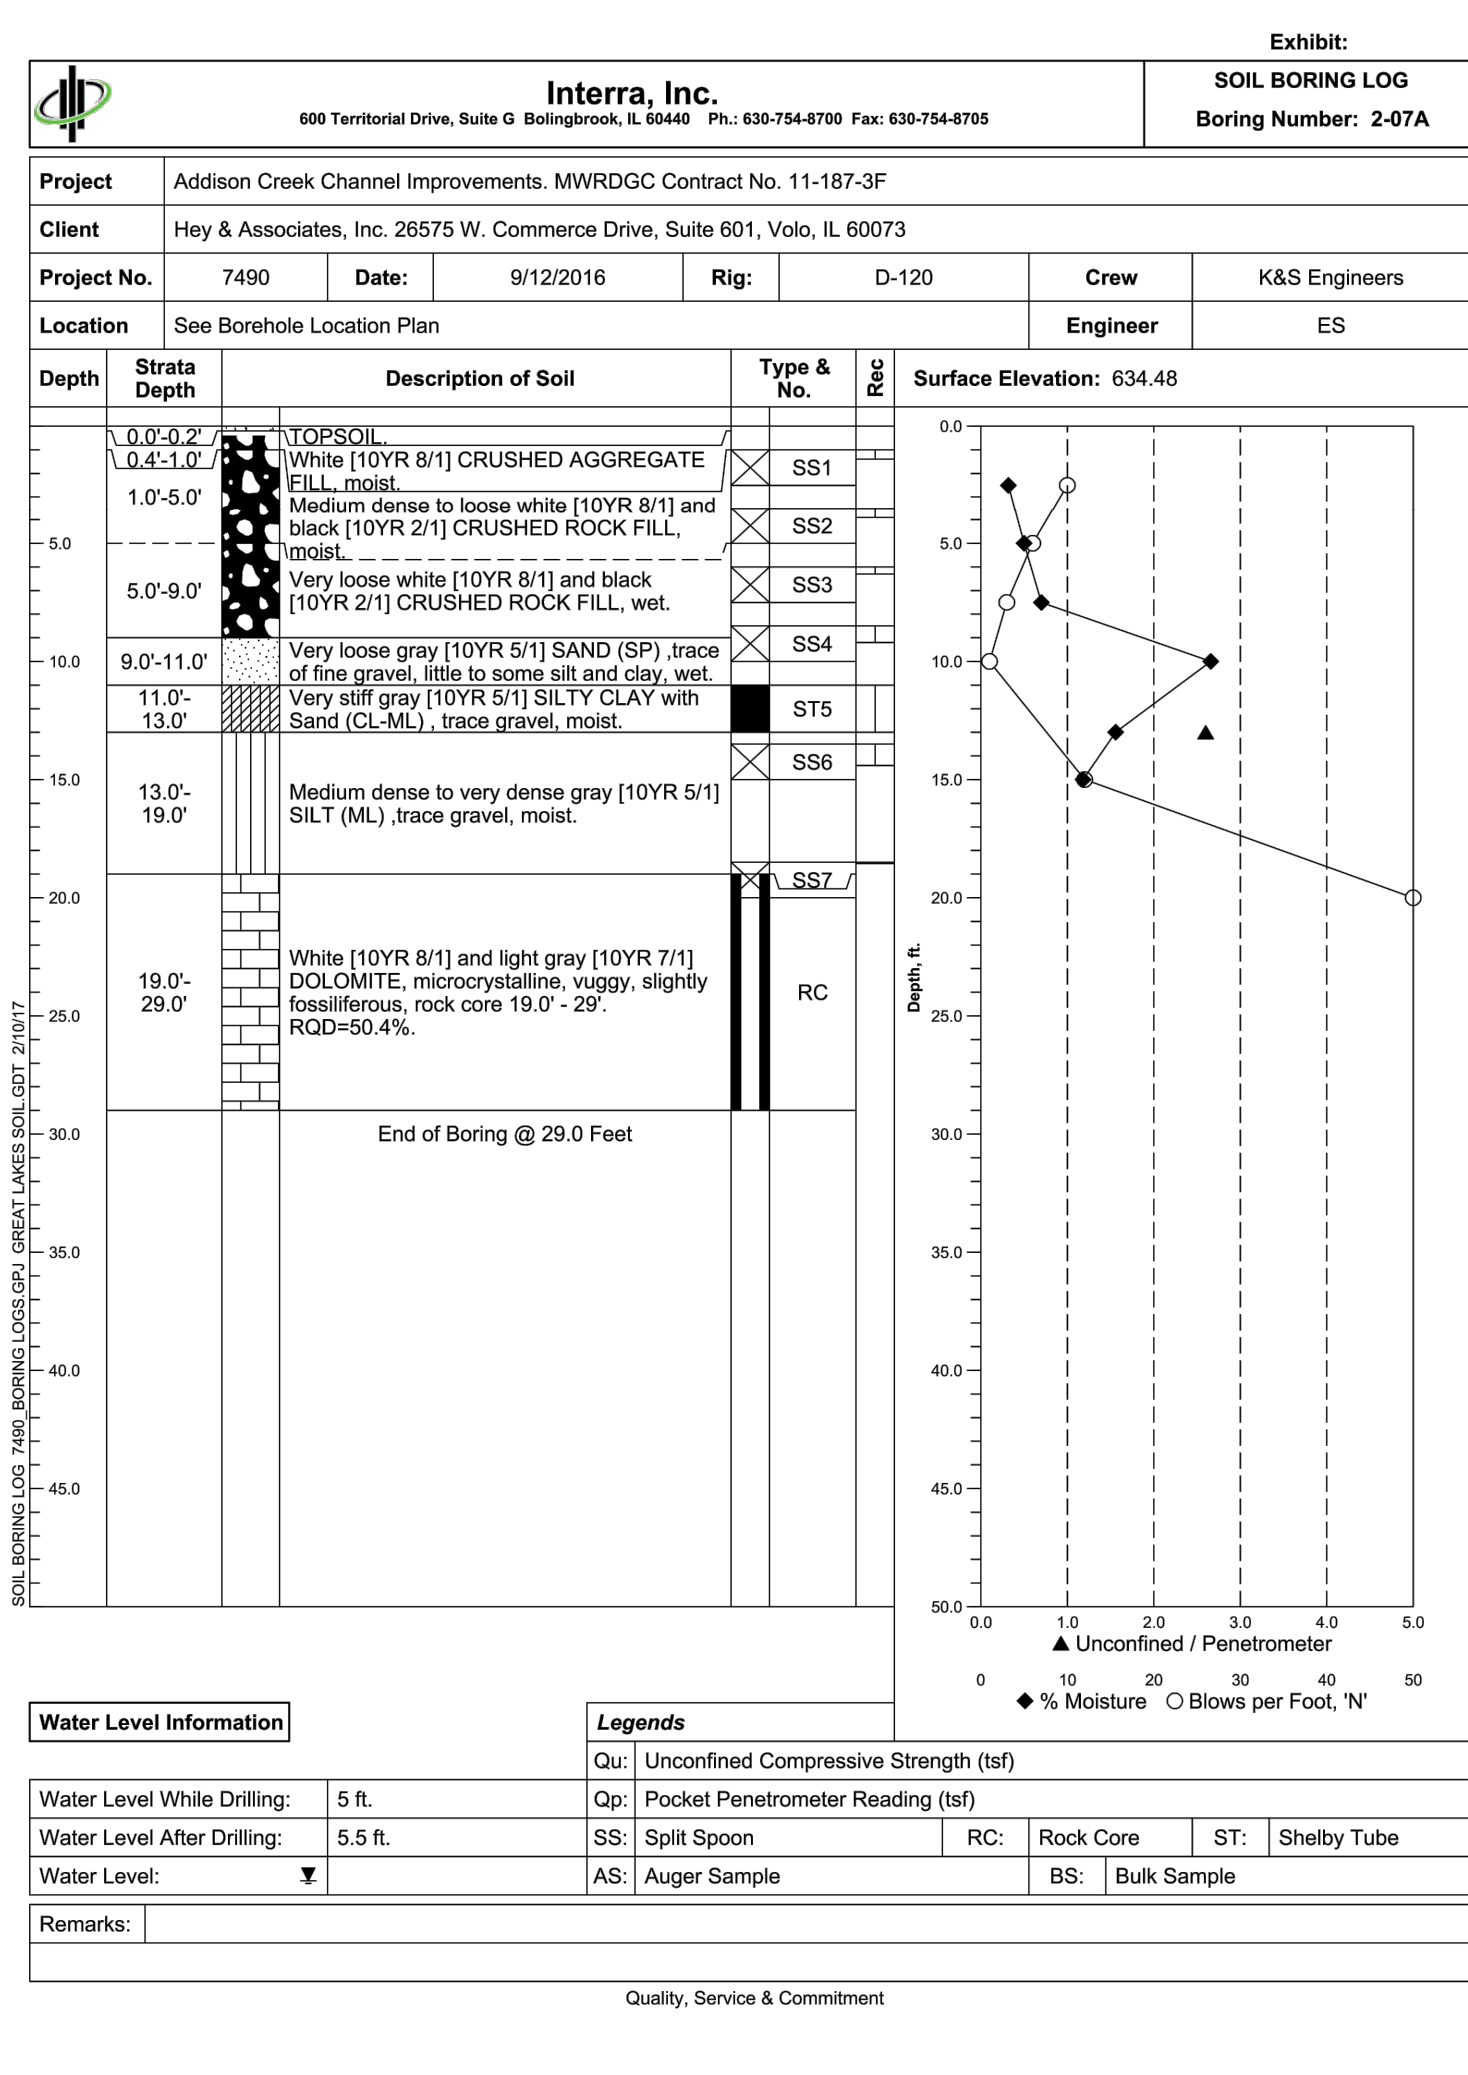 Exhibit:
Interra, Inc.
600 Territorial Drive, Suite G Bolingbrook, IL 60440 Ph.: 630-754-8700 Fax: 630-754-8705
SOIL BORING LOG
Boring Number: 2-07A
Project Addison Creek Channel Improvements. MWRDGC Contract No. 11-187-3F
Client Hey & Associates, Inc. 26575 W. Commerce Drive, Suite 601, Volo, IL 60073
Project No. 7490 Date: 9/12/2016 Rig: D-120 Crew K&S Engineers
Location See Borehole Location Plan Engineer ES
Depth
Strata
Depth
Description of Soil
Type &
No.
Rec
Surface Elevation: 634.48
0.0'-0.2'
TOPSOIL.
0.4'-1.0'
White [10YR 8/1] CRUSHED AGGREGATE
FILL, moist.
SS1
1.0'-5.0'
Medium dense to loose white [10YR 8/1] and
black [10YR 2/1] CRUSHED ROCK FILL,
moist.
SS2
5.0
5.0'-9.0'
Very loose white [10YR 8/1] and black
[10YR 2/1] CRUSHED ROCK FILL, wet.
SS3
10.0
9.0'-11.0'
Very loose gray [10YR 5/1] SAND (SP) ,trace
of fine gravel, little to some silt and clay, wet.
SS4
11.0'-
13.0'
Very stiff gray [10YR 5/1] SILTY CLAY with
Sand (CL-ML) , trace gravel, moist.
ST5
SS6
15.0
13.0'-
19.0'
Medium dense to very dense gray [10YR 5/1]
SILT (ML) ,trace gravel, moist.
SS7
20.0
19.0'-
29.0'
White [10YR 8/1] and light gray [10YR 7/1]
DOLOMITE, microcrystalline, vuggy, slightly
fossiliferous, rock core 19.0' - 29'.
RQD=50.4%.
RC
25.0
30.0
End of Boring @ 29.0 Feet
35.0
40.0
45.0
SOIL BORING LOG 7490_BORING LOGS.GPJ GREAT LAKES SOIL.GDT 2/10/17
0.0
5.0
10.0
15.0
20.0
Depth, ft.
25.0
30.0
35.0
40.0
45.0
50.0
0.0 1.0 2.0 3.0 4.0 5.0
▲ Unconfined / Penetrometer
0 10 20 30 40 50
◆ % Moisture ○ Blows per Foot, 'N'
Water Level Information
Legends
Qu: Unconfined Compressive Strength (tsf)
Water Level While Drilling: 5 ft.
Qp: Pocket Penetrometer Reading (tsf)
Water Level After Drilling: 5.5 ft.
SS: Split Spoon RC: Rock Core ST: Shelby Tube
Water Level:
AS: Auger Sample BS: Bulk Sample
Remarks:
Quality, Service & Commitment